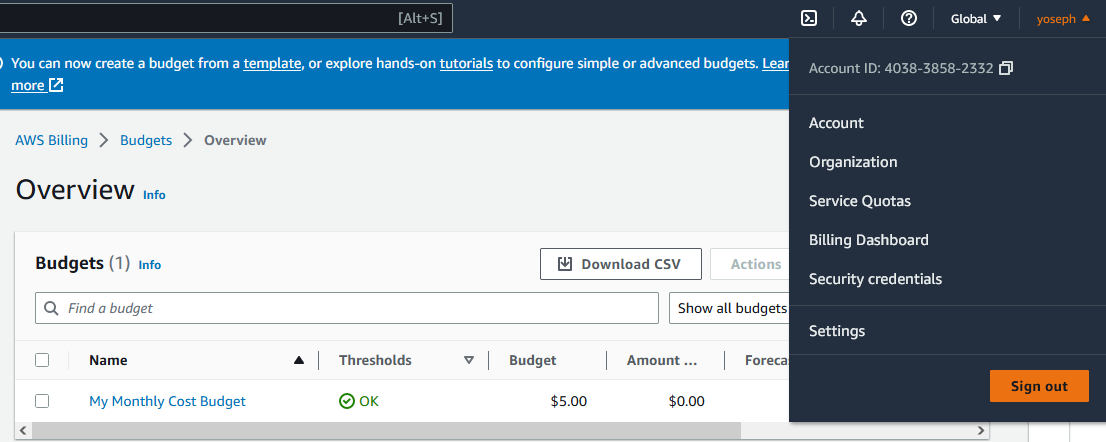 [Alt+S]
Global
yoseph
You can now create a budget from a template, or explore hands-on tutorials to configure simple or advanced budgets. Lear
more
Account ID: 4038-3858-2332
Account
Organization
Service Quotas
Billing Dashboard
Security credentials
Settings
Sign out
AWS Billing
Budgets
Overview
Overview Info
Budgets (1) Info
Download CSV
Actions
Find a budget
Show all budgets
Name Thresholds Budget Amount ... Foreca
My Monthly Cost Budget OK $5.00 $0.00